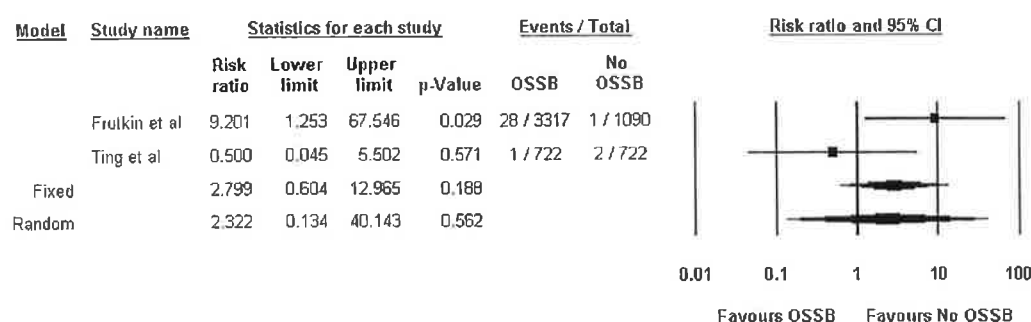 Model Study name Statistics for each study Events / Total Risk ratio and 95% CI
Risk ratio Lower limit Upper limit p-Value OSSB No OSSB
Frutkin et al 9.201 1.253 67.546 0.029 28 / 3317 1 / 1090
Ting et al 0.500 0.045 5.502 0.571 1 / 722 2 / 722
Fixed 2.799 0.604 12.965 0.188
Random 2.322 0.134 40.143 0.562
0.01 0.1 1 10 100
Favours OSSB Favours No OSSB